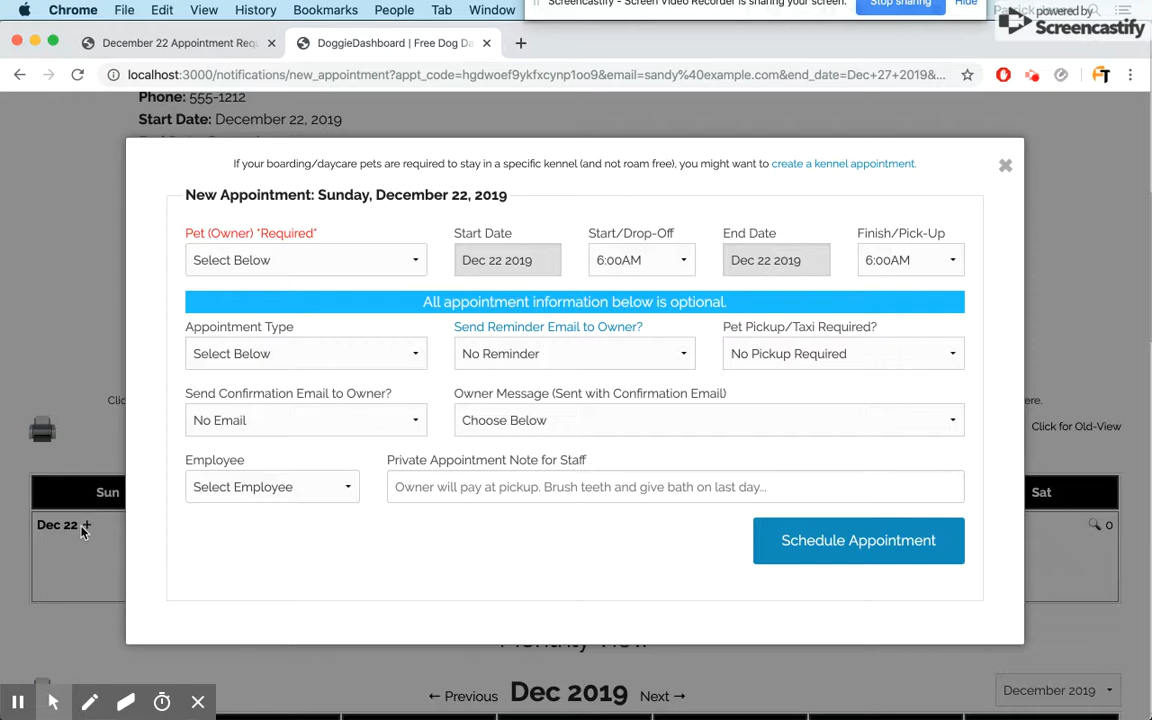 Chrome File Edit View History Bookmarks People Tab Window
Screencastify - Screen Video Recorder is sharing your screen. Stop sharing Hide
powered by
Screencastify
December 22 Appointment Req
DoggieDashboard | Free Dog Da
localhost:3000/notifications/new_appointment?appt_code=hgdwoef9ykfxcynp1oo9&email=sandy%40example.com&end_date=Dec+27+2019&...
Phone: 555-1212
Start Date: December 22, 2019
If your boarding/daycare pets are required to stay in a specific kennel (and not roam free), you might want to create a kennel appointment.
New Appointment: Sunday, December 22, 2019
Pet (Owner) *Required* Start Date Start/Drop-Off End Date Finish/Pick-Up
Select Below Dec 22 2019 6:00AM Dec 22 2019 6:00AM
All appointment information below is optional.
Appointment Type Send Reminder Email to Owner? Pet Pickup/Taxi Required?
Select Below No Reminder No Pickup Required
Send Confirmation Email to Owner? Owner Message (Sent with Confirmation Email)
No Email Choose Below
Employee Private Appointment Note for Staff
Select Employee Owner will pay at pickup. Brush teeth and give bath on last day...
Schedule Appointment
Click for Old-View
Sun Sat
Dec 22 + 0
← Previous Dec 2019 Next → December 2019